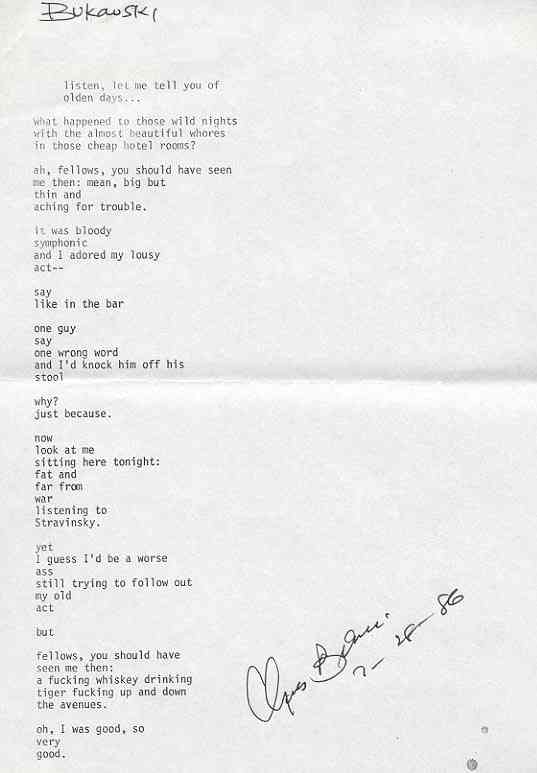 Bukowski
listen, let me tell you of
olden days...
what happened to those wild nights
with the almost beautiful whores
in those cheap hotel rooms?
ah, fellows, you should have seen
me then: mean, big but
thin and
aching for trouble.
it was bloody
symphonic
and I adored my lousy
act--
say
like in the bar
one guy
say
one wrong word
and I'd knock him off his
stool
why?
just because.
now
look at me
sitting here tonight:
fat and
far from
war
listening to
Stravinsky.
yet
I guess I'd be a worse
ass
still trying to follow out
my old
act
but
fellows, you should have
seen me then:
a fucking whiskey drinking
tiger fucking up and down
the avenues.
oh, I was good, so
very
good.